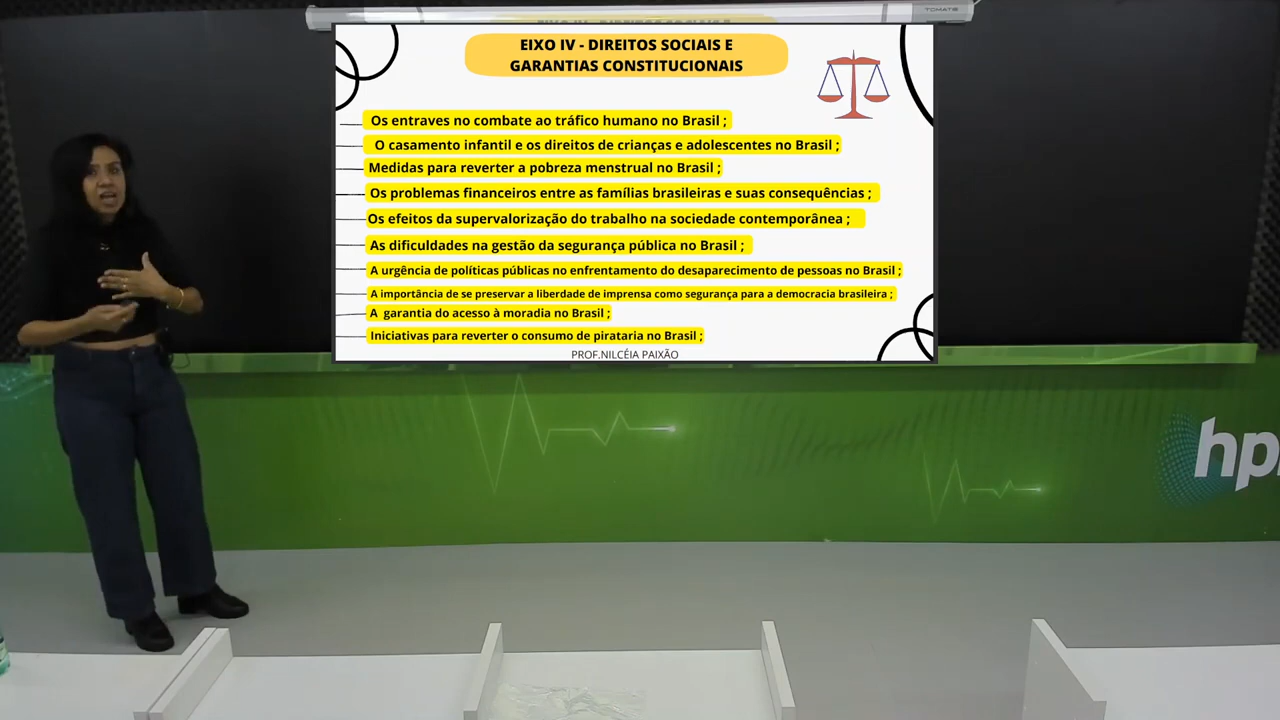 TOMATE
EIXO IV - DIREITOS SOCIAIS E
GARANTIAS CONSTITUCIONAIS
Os entraves no combate ao tráfico humano no Brasil ;
O casamento infantil e os direitos de crianças e adolescentes no Brasil ;
Medidas para reverter a pobreza menstrual no Brasil ;
Os problemas financeiros entre as famílias brasileiras e suas consequências ;
Os efeitos da supervalorização do trabalho na sociedade contemporânea ;
As dificuldades na gestão da segurança pública no Brasil ;
A urgência de políticas públicas no enfrentamento do desaparecimento de pessoas no Brasil ;
A importância de se preservar a liberdade de imprensa como segurança para a democracia brasileira ;
A garantia do acesso à moradia no Brasil ;
Iniciativas para reverter o consumo de pirataria no Brasil ;
PROF.NILCÉIA PAIXÃO